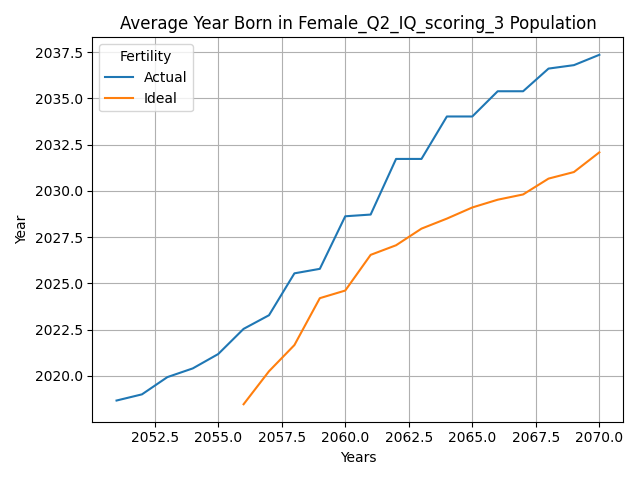 Average Year Born in Female_Q2_IQ_scoring_3 Population
Fertility
Actual
Ideal
2037.5
2035.0
2032.5
2030.0
2027.5
2025.0
2022.5
2020.0
Year
2052.5 2055.0 2057.5 2060.0 2062.5 2065.0 2067.5 2070.0
Years